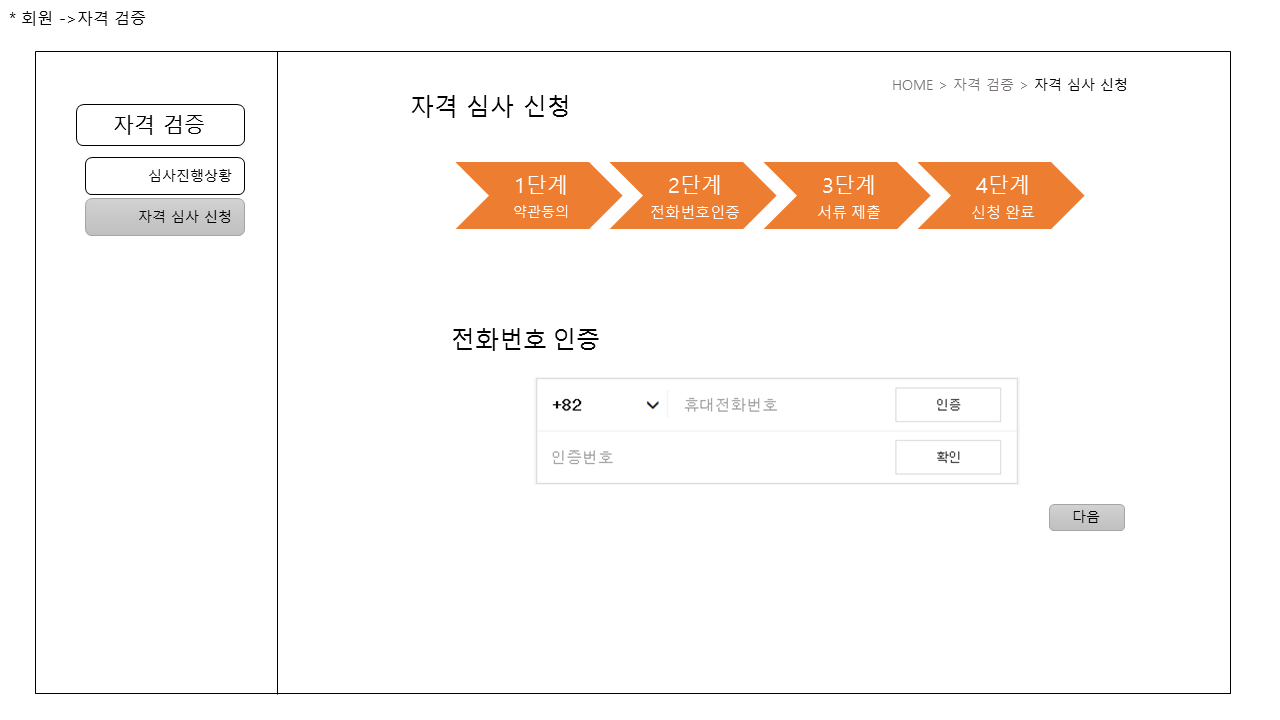 * 회원 ->자격 검증
HOME > 자격 검증 > 자격 심사 신청
자격 심사 신청
자격 검증
심사진행상황
자격 심사 신청
1단계
약관동의
2단계
전화번호인증
3단계
서류 제출
4단계
신청 완료
전화번호 인증
+82 휴대전화번호 인증
인증번호 확인
다음